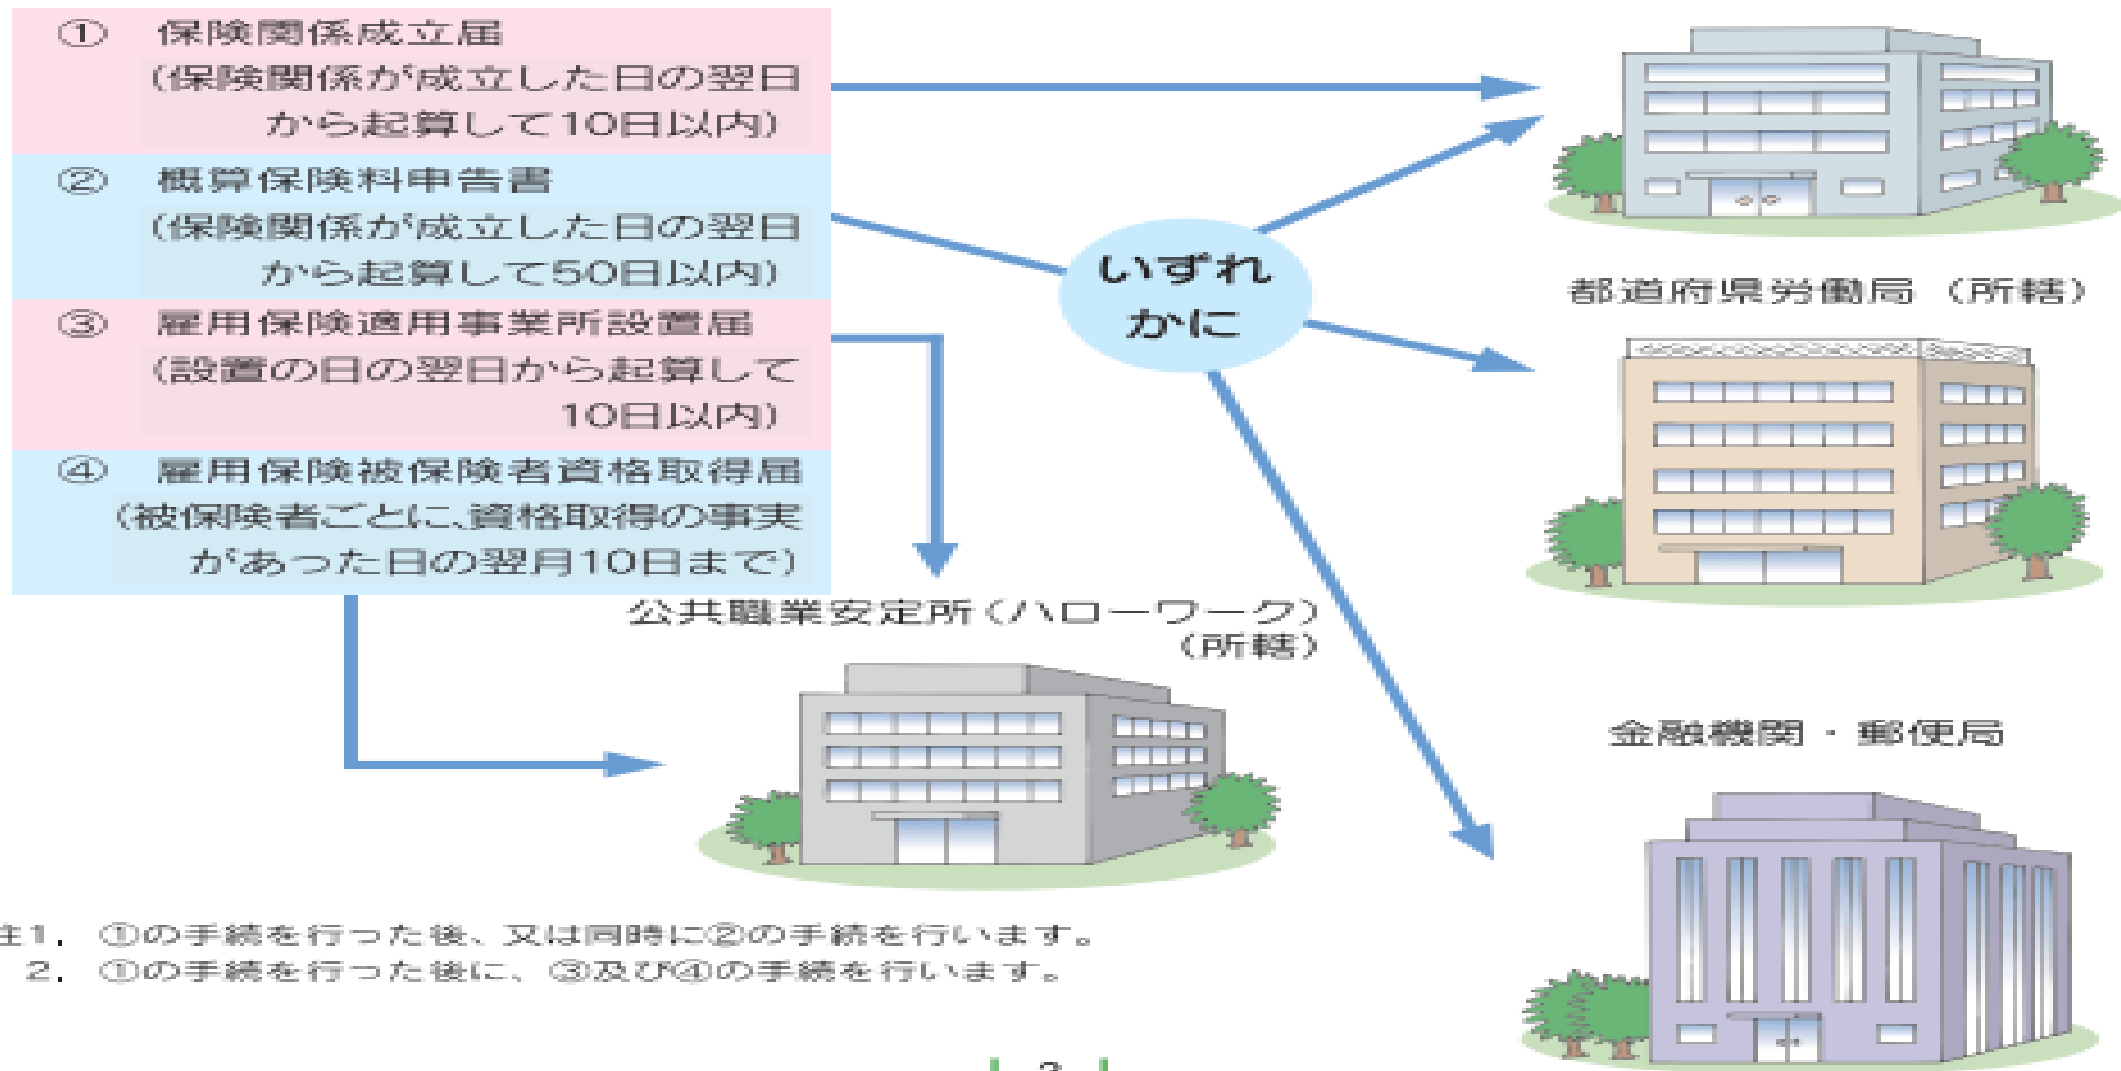 ① 保険関係成立届
(保険関係が成立した日の翌日
から起算して10日以内)
② 概算保険料申告書
(保険関係が成立した日の翌日
から起算して50日以内)
③ 雇用保険適用事業所設置届
(設置の日の翌日から起算して
10日以内)
④ 雇用保険被保険者資格取得届
(被保険者ごとに、資格取得の事実
があった日の翌月10日まで)
いずれ
かに
都道府県労働局(所轄)
公共職業安定所(ハローワーク)
(所轄)
金融機関・郵便局
注1. ①の手続を行った後、又は同時に②の手続を行います。
2. ①の手続を行った後に、③及び④の手続を行います。